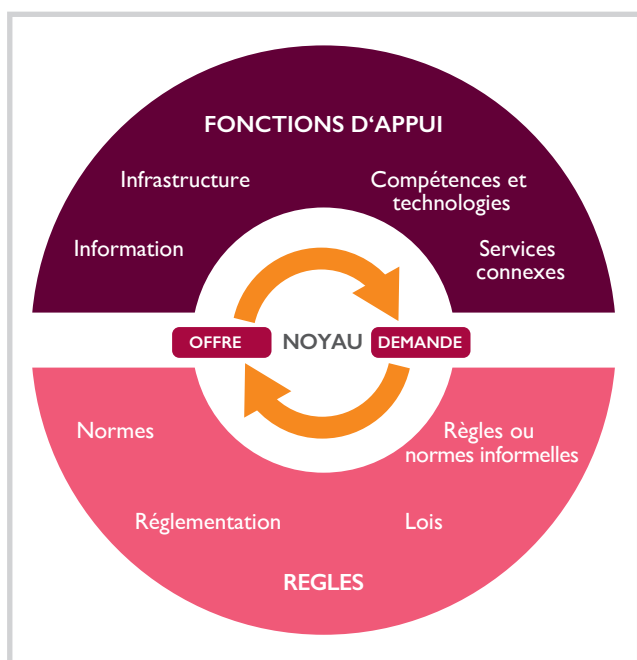 FONCTIONS D'APPUI
Infrastructure
Compétences et
technologies
Information
Services
connexes
OFFRE
NOYAU
DEMANDE
Normes
Règles ou
normes informelles
Réglementation
Lois
REGLES